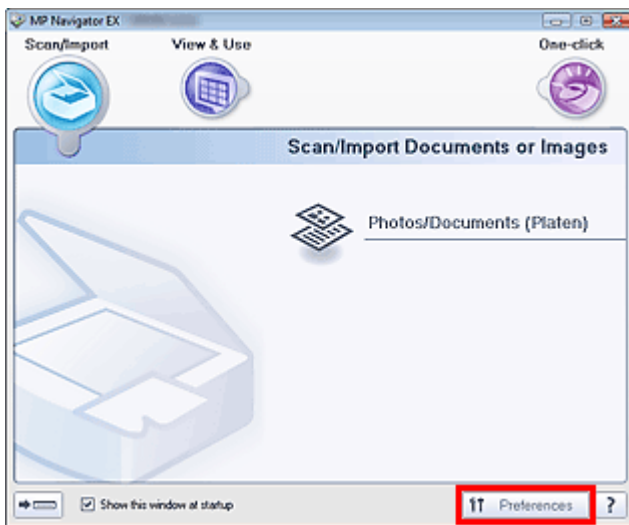 MP Navigator EX
Scan/Import View & Use One-click
Scan/Import Documents or Images
Photos/Documents (Platen)
Show this window at startup Preferences ?